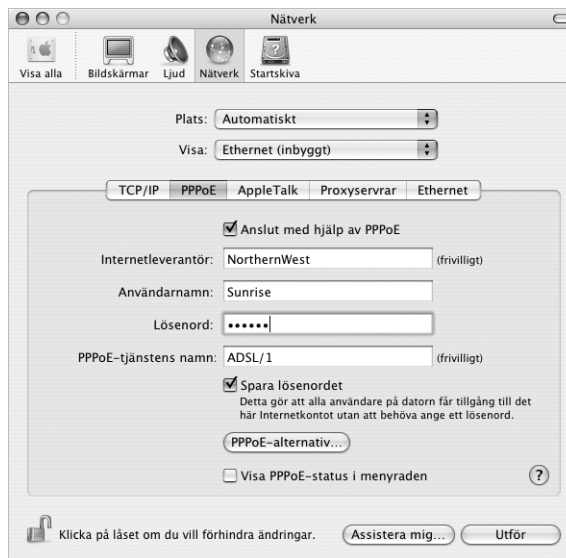 Nätverk
Visa alla Bildskärmar Ljud Nätverk Startskiva
Plats: Automatiskt
Visa: Ethernet (inbyggt)
TCP/IP PPPoE AppleTalk Proxyservrar Ethernet
Anslut med hjälp av PPPoE
Internetleverantör: NorthernWest (frivilligt)
Användarnamn: Sunrise
Lösenord: ••••••
PPPoE-tjänstens namn: ADSL/1 (frivilligt)
Spara lösenordet
Detta gör att alla användare på datorn får tillgång till det
här Internetkontot utan att behöva ange ett lösenord.
PPPoE-alternativ...
Visa PPPoE-status i menyraden ?
Klicka på låset om du vill förhindra ändringar. Assistera mig... Utför